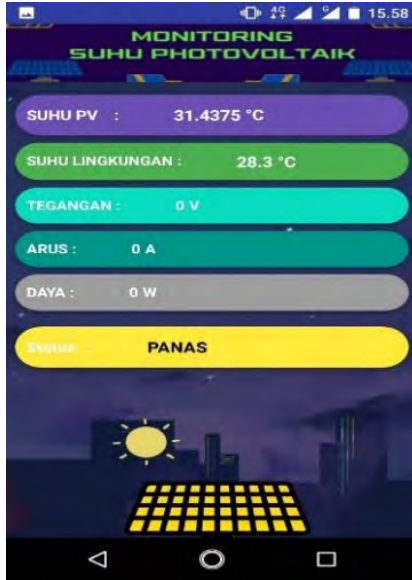 4G 15.58
MONITORING
SUHU PHOTOVOLTAIK
SUHU PV : 31.4375 °C
SUHU LINGKUNGAN : 28.3 °C
TEGANGAN : 0 V
ARUS : 0 A
DAYA : 0 W
Status : PANAS